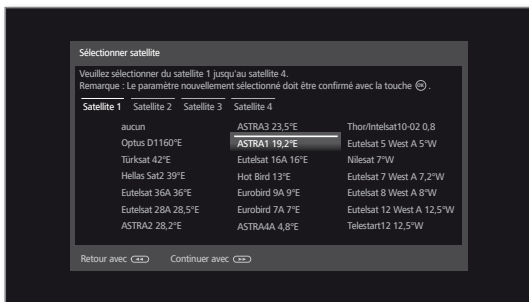 Sélectionner satellite
Veuillez sélectionner du satellite 1 jusqu'au satellite 4.
Remarque : Le paramètre nouvellement sélectionné doit être confirmé avec la touche OK .
Satellite 1 Satellite 2 Satellite 3 Satellite 4
aucun ASTRA3 23,5°E Thor/Intelsat10-02 0,8
Optus D1160°E ASTRA1 19,2°E Eutelsat 5 West A 5°W
Türksat 42°E Eutelsat 16A 16°E Nilesat 7°W
Hellas Sat2 39°E Hot Bird 13°E Eutelsat 7 West A 7,2°W
Eutelsat 36A 36°E Eurobird 9A 9°E Eutelsat 8 West A 8°W
Eutelsat 28A 28,5°E Eurobird 7A 7°E Eutelsat 12 West A 12,5°W
ASTRA2 28,2°E ASTRA4A 4,8°E Telestart12 12,5°W
Retour avec Continuer avec